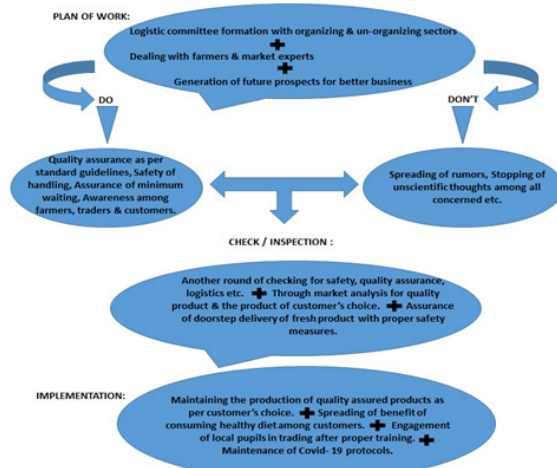 PLAN OF WORK:
Logistic committee formation with organizing & un-organizing sectors
Dealing with farmers & market experts
Generation of future prospects for better business
DO
DON'T
Quality assurance as per
standard guidelines, Safety of
handling, Assurance of minimum
waiting, Awareness among
farmers, traders & customers.
Spreading of rumors, Stopping of
unscientific thoughts among all
concerned etc.
CHECK / INSPECTION :
Another round of checking for safety, quality assurance,
logistics etc. + Through market analysis for quality
product & the product of customer's choice. + Assurance
of doorstep delivery of fresh product with proper safety
measures.
IMPLEMENTATION:
Maintaining the production of quality assured products as
per customer's choice. + Spreading of benefit of
consuming healthy diet among customers. + Engagement
of local pupils in trading after proper training. +
Maintenance of Covid- 19 protocols.